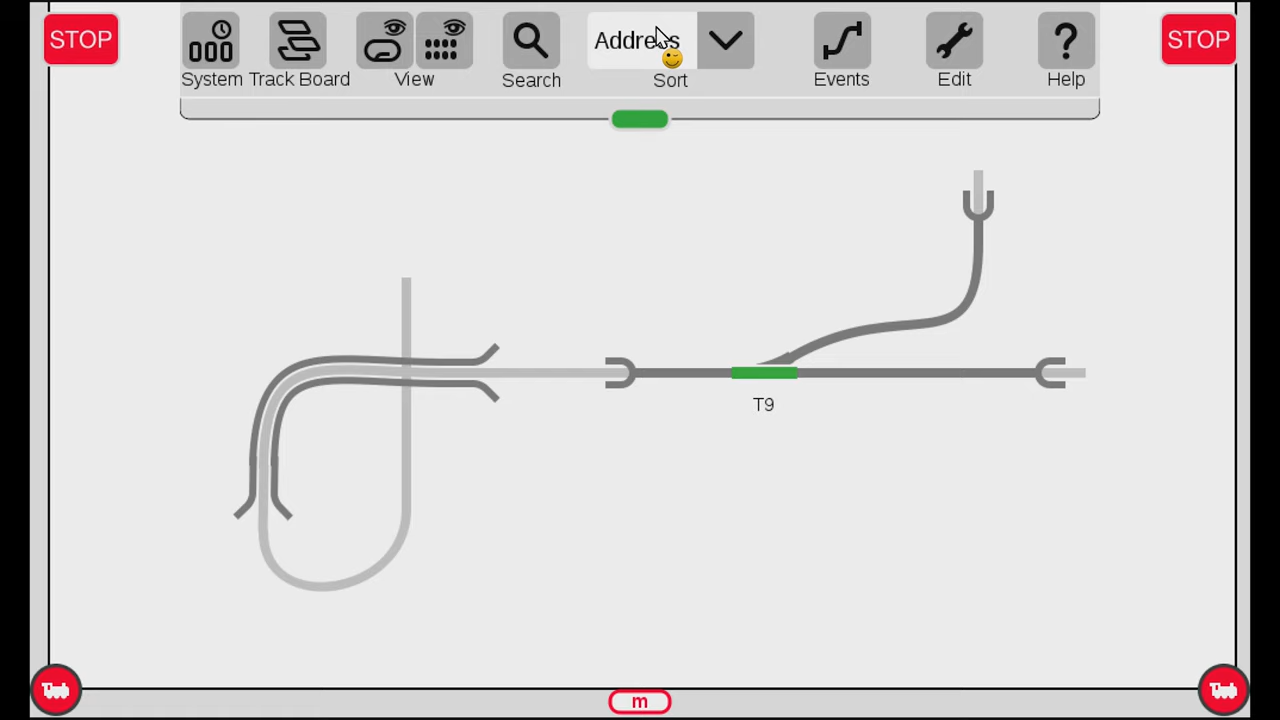 STOP
Address
STOP
System
Track Board
View
Search
Sort
Events
Edit
Help
T9
m